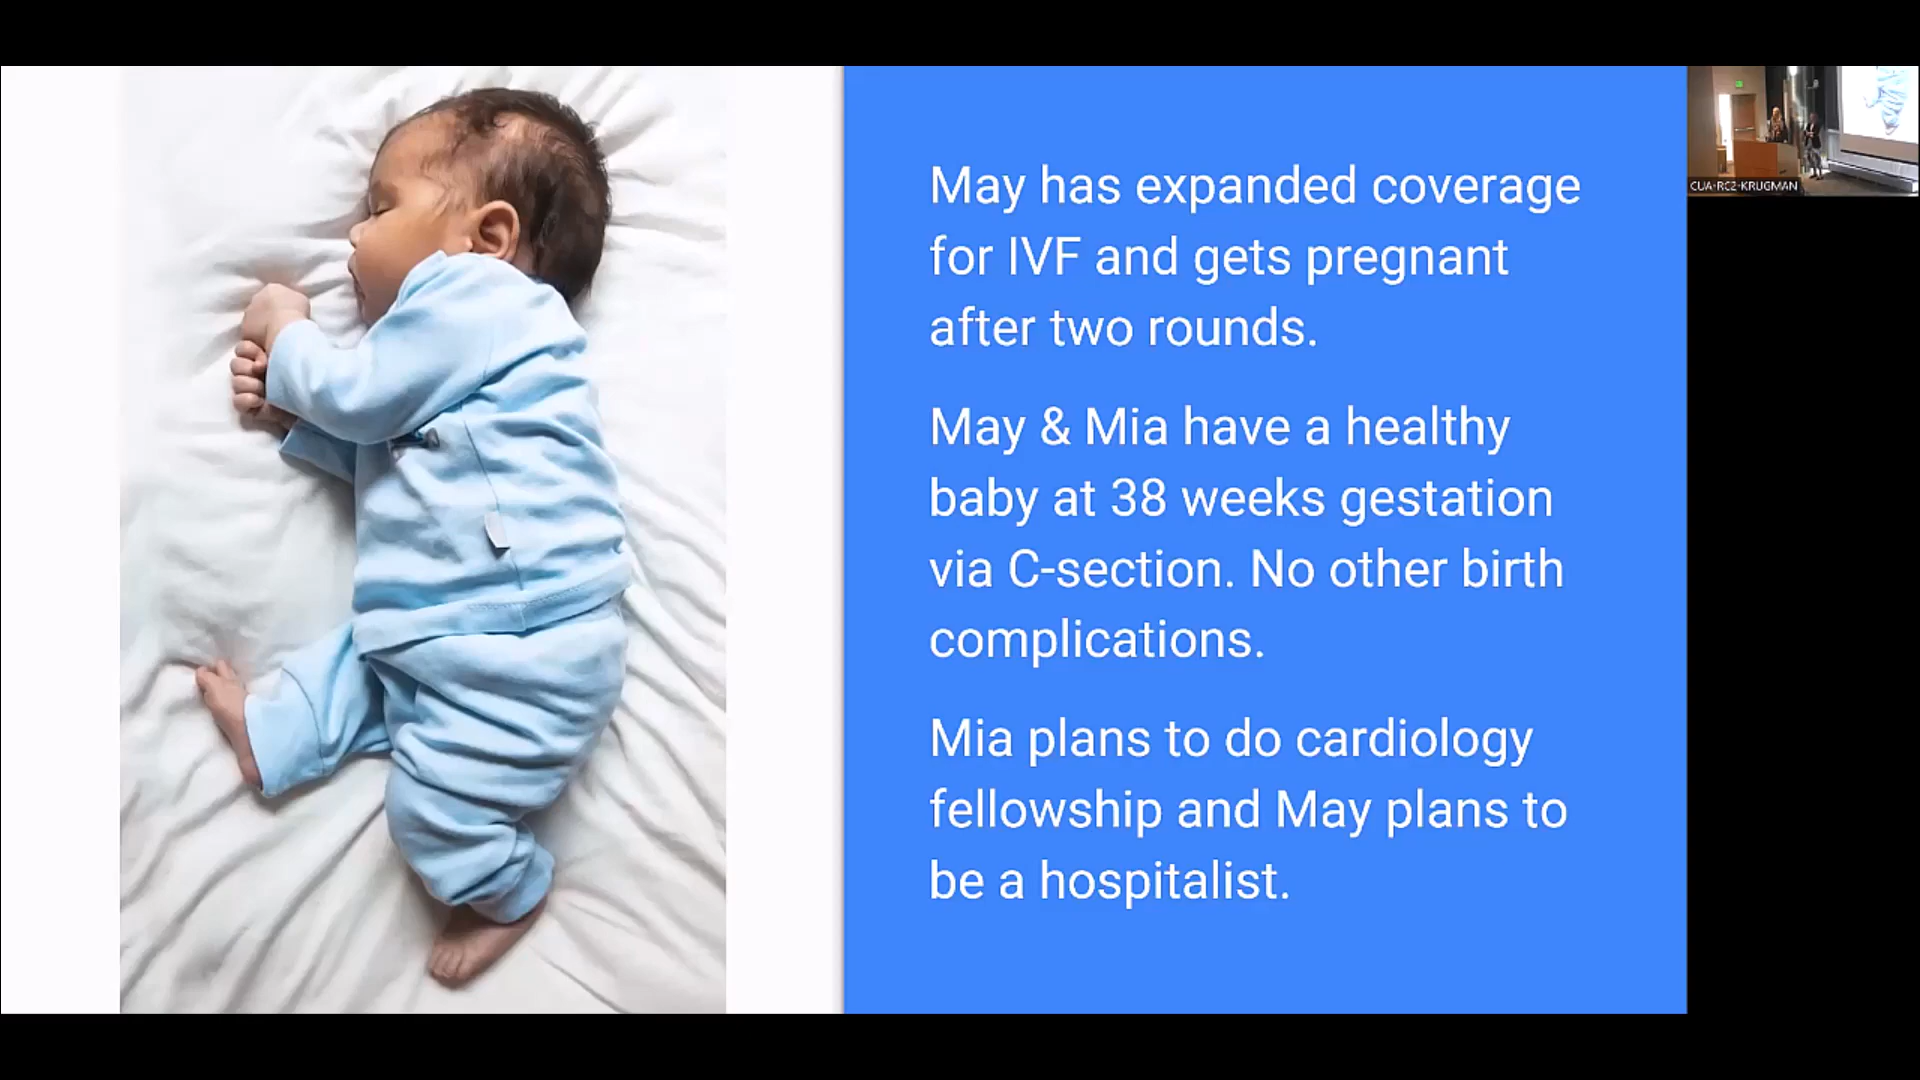 May has expanded coverage
for IVF and gets pregnant
after two rounds.
May & Mia have a healthy
baby at 38 weeks gestation
via C-section. No other birth
complications.
Mia plans to do cardiology
fellowship and May plans to
be a hospitalist.
CUA-RC2-KRUGMAN